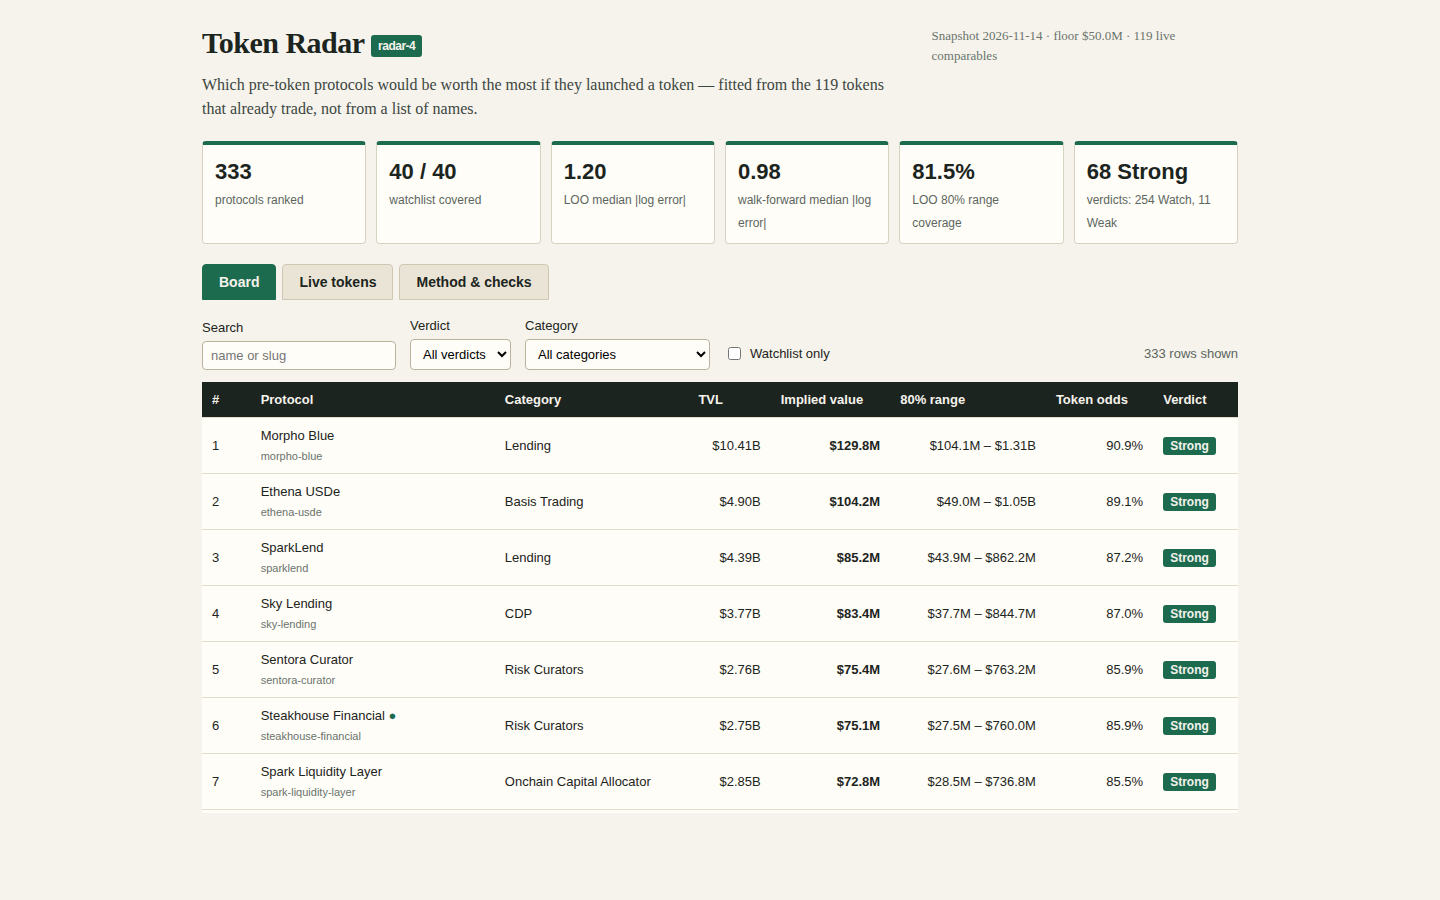 Token Radar radar-4
Snapshot 2026-11-14 · floor $50.0M · 119 live
comparables
Which pre-token protocols would be worth the most if they launched a token — fitted from the 119 tokens
that already trade, not from a list of names.
333
protocols ranked
40 / 40
watchlist covered
1.20
LOO median |log error|
0.98
walk-forward median |log
error|
81.5%
LOO 80% range
coverage
68 Strong
verdicts: 254 Watch, 11
Weak
Board Live tokens Method & checks
Search
name or slug
Verdict
All verdicts
Category
All categories
Watchlist only
333 rows shown
# Protocol Category TVL Implied value 80% range Token odds Verdict
1 Morpho Blue Lending $10.41B $129.8M $104.1M – $1.31B 90.9% Strong
morpho-blue
2 Ethena USDe Basis Trading $4.90B $104.2M $49.0M – $1.05B 89.1% Strong
ethena-usde
3 SparkLend Lending $4.39B $85.2M $43.9M – $862.2M 87.2% Strong
sparklend
4 Sky Lending CDP $3.77B $83.4M $37.7M – $844.7M 87.0% Strong
sky-lending
5 Sentora Curator Risk Curators $2.76B $75.4M $27.6M – $763.2M 85.9% Strong
sentora-curator
6 Steakhouse Financial ● Risk Curators $2.75B $75.1M $27.5M – $760.0M 85.9% Strong
steakhouse-financial
7 Spark Liquidity Layer Onchain Capital Allocator $2.85B $72.8M $28.5M – $736.8M 85.5% Strong
spark-liquidity-layer